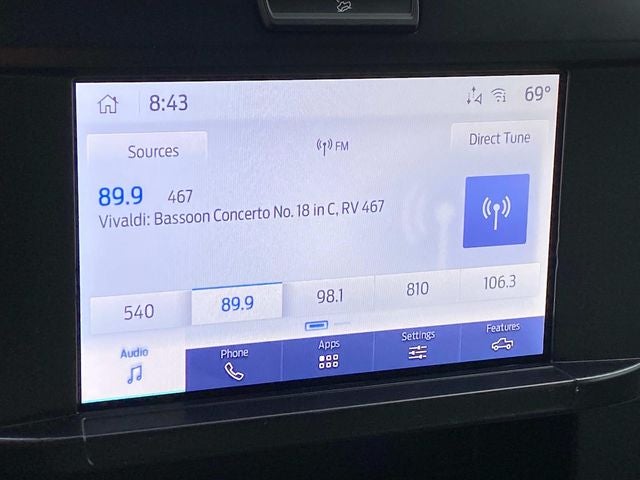 8:43
69°
Sources
FM
Direct Tune
89.9 467
Vivaldi: Bassoon Concerto No. 18 in C, RV 467
540 89.9 98.1 810 106.3
Audio Phone Apps Settings Features